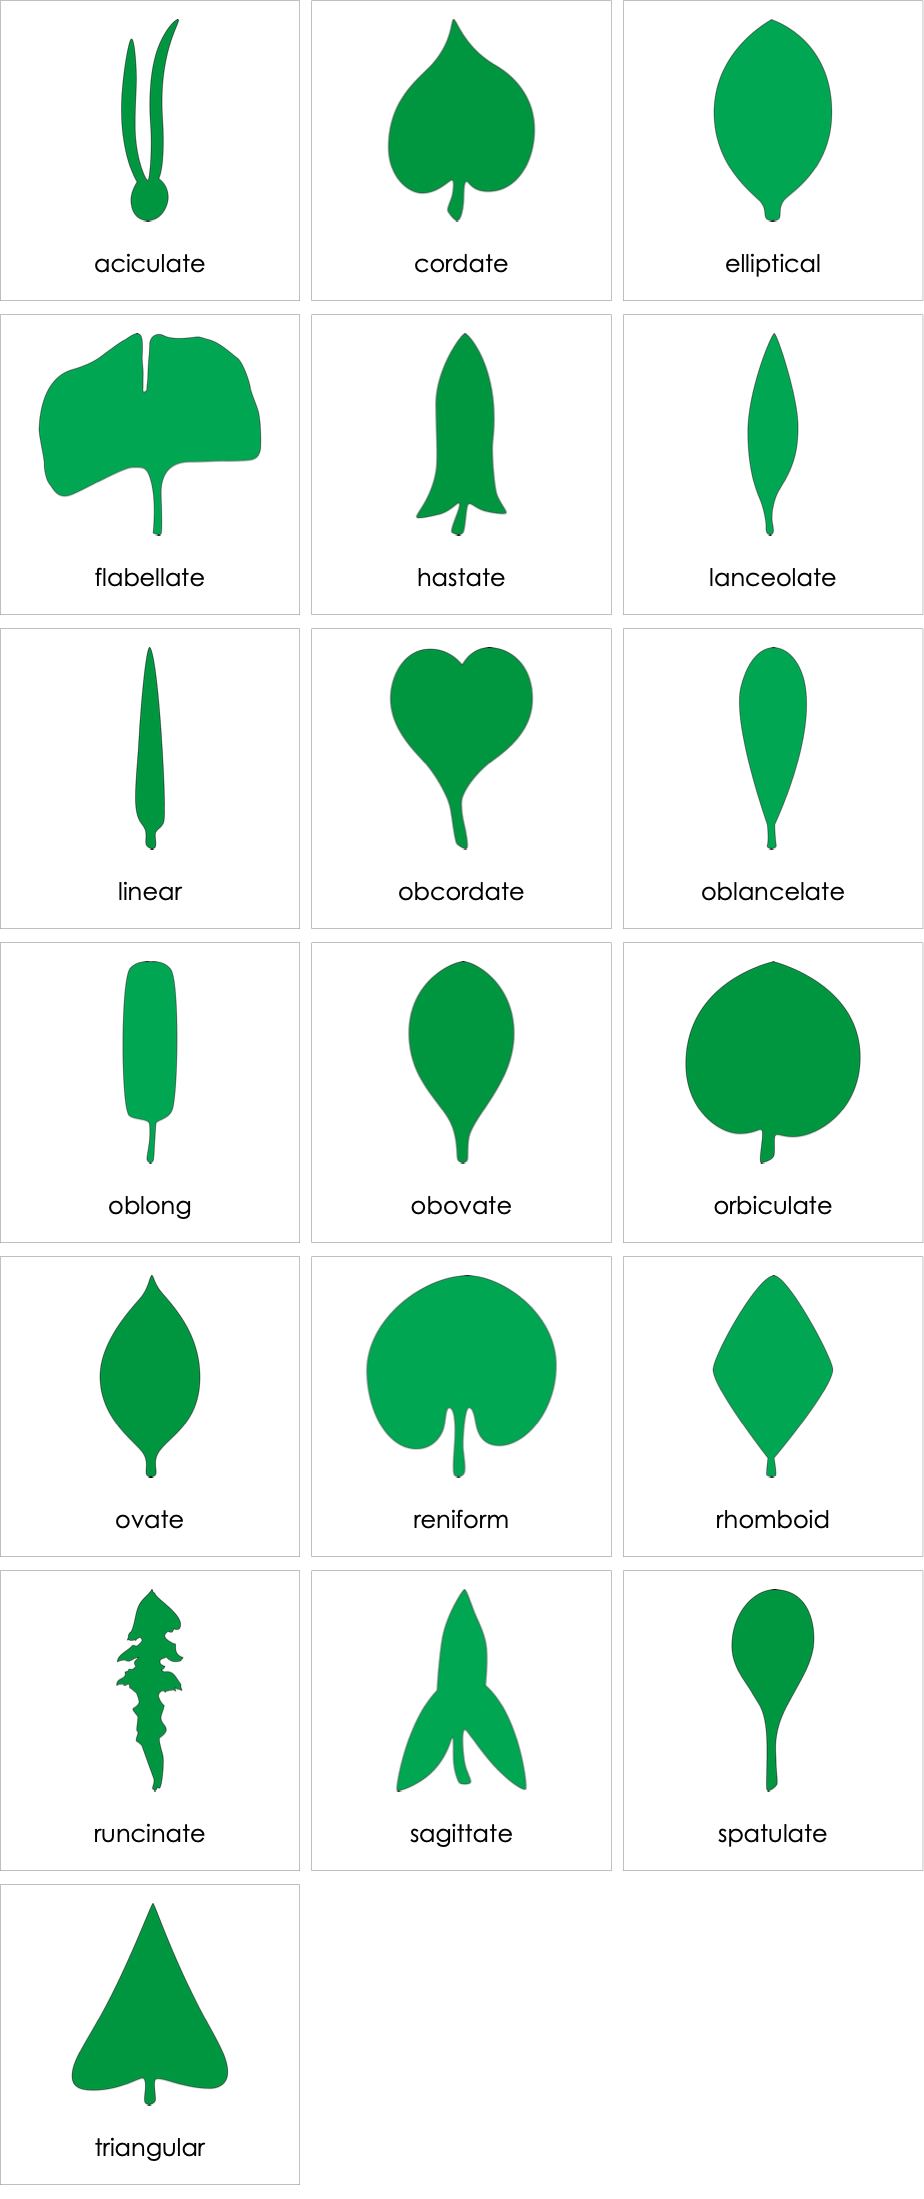 aciculate
cordate
elliptical
flabellate
hastate
lanceolate
linear
obcordate
oblancelate
oblong
obovate
orbiculate
ovate
reniform
rhomboid
runcinate
sagittate
spatulate
triangular